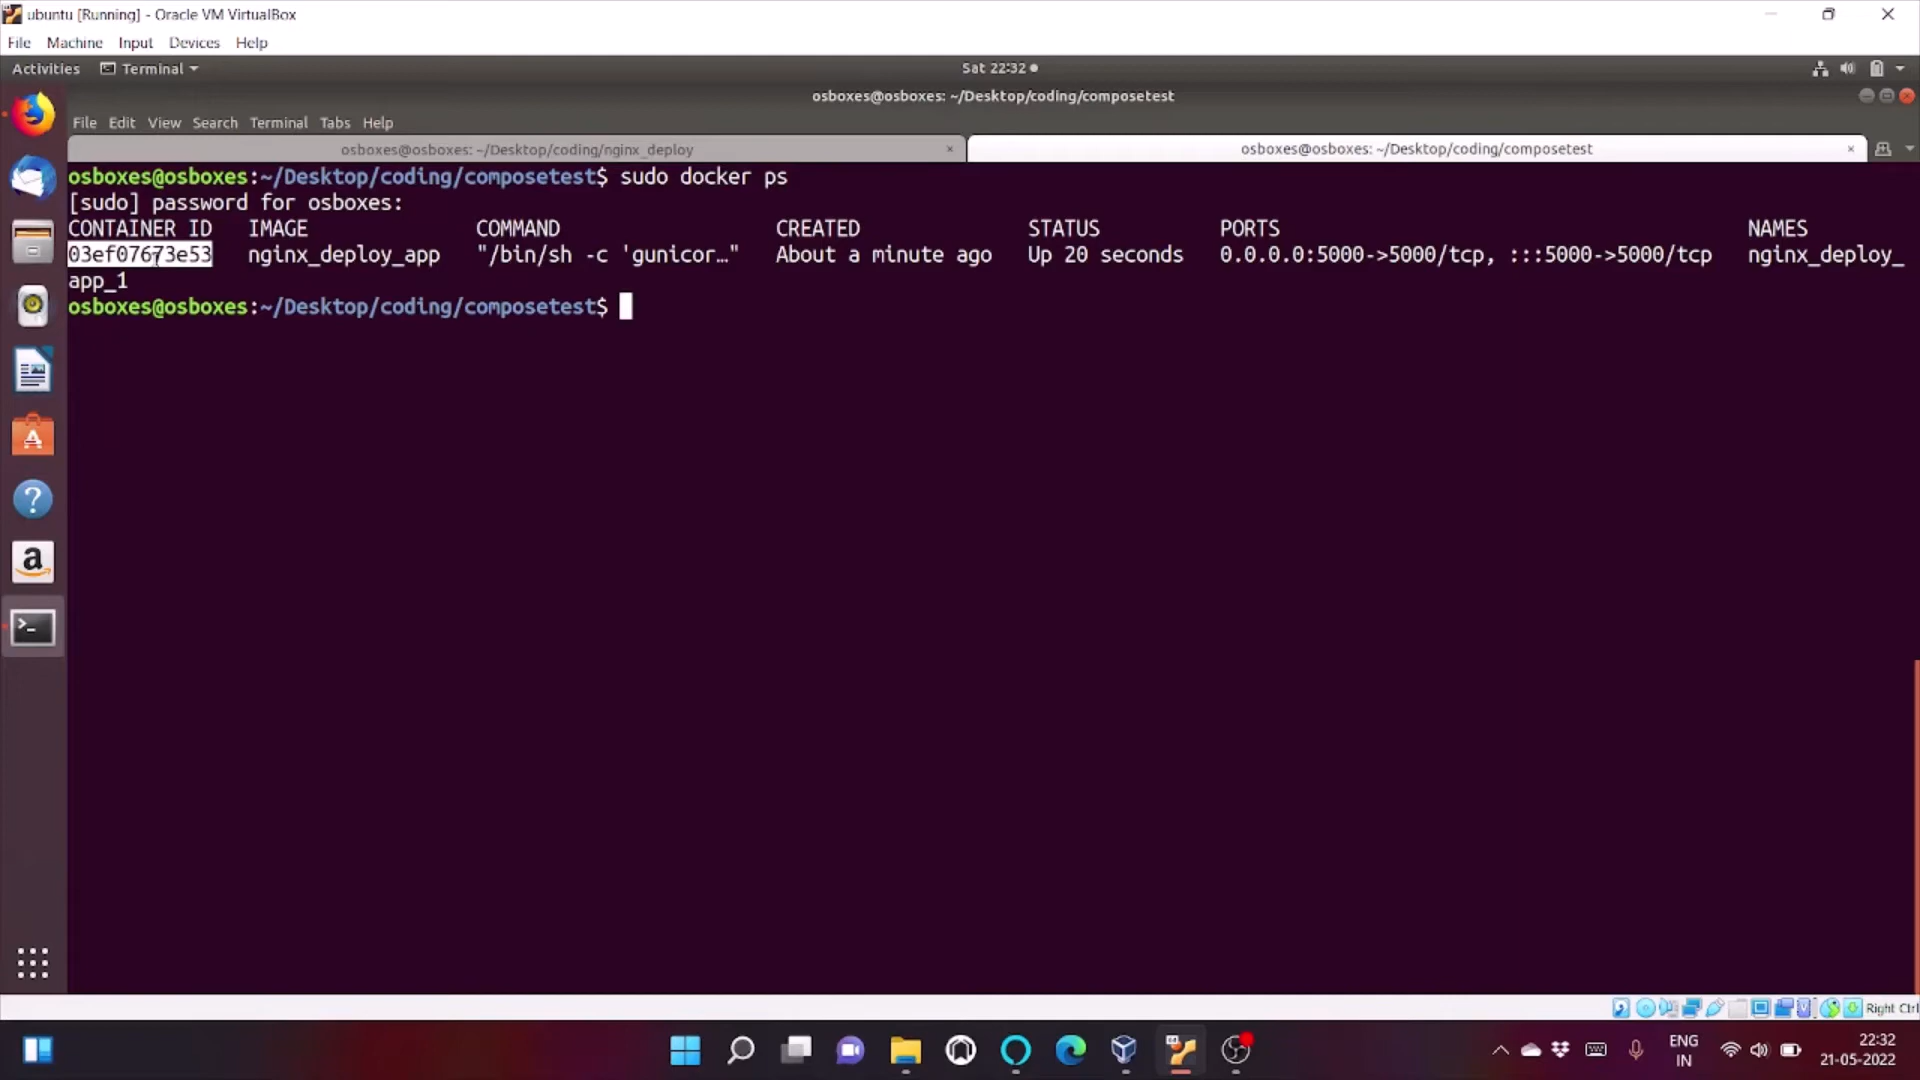 ubuntu [Running] - Oracle VM VirtualBox
File Machine Input Devices Help
Activities Terminal Sat 22:32
osboxes@osboxes: ~/Desktop/coding/composetest
File Edit View Search Terminal Tabs Help
osboxes@osboxes: ~/Desktop/coding/nginx_deploy × osboxes@osboxes: ~/Desktop/coding/composetest ×
osboxes@osboxes:~/Desktop/coding/composetest$ sudo docker ps
[sudo] password for osboxes:
CONTAINER ID IMAGE COMMAND CREATED STATUS PORTS NAMES
03ef07673e53 nginx_deploy_app "/bin/sh -c 'gunicor…" About a minute ago Up 20 seconds 0.0.0.0:5000->5000/tcp, :::5000->5000/tcp nginx_deploy_
app_1
osboxes@osboxes:~/Desktop/coding/composetest$
Right Ctrl
ENG
IN
22:32
21-05-2022